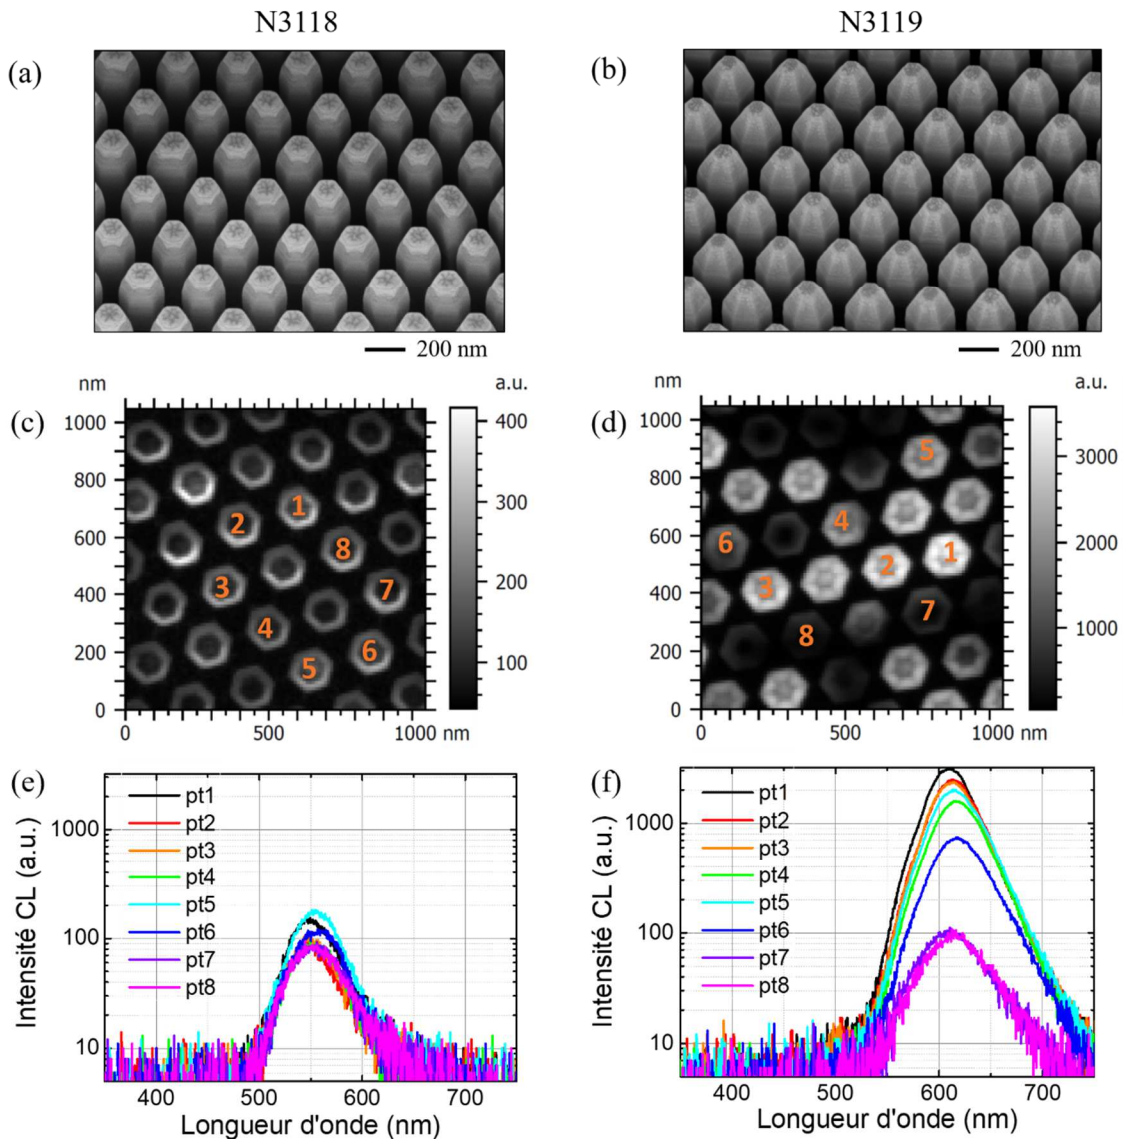 N3118
N3119
(a)
(b)
200 nm
200 nm
(c)
nm
a.u.
1000
800
600
400
200
0
0
500
1000 nm
400
300
200
100
1
2
8
3
7
4
6
5
(d)
nm
a.u.
1000
800
600
400
200
0
0
500
1000 nm
3000
2000
1000
5
4
6
1
2
3
7
8
(e)
Intensité CL (a.u.)
1000
100
10
pt1
pt2
pt3
pt4
pt5
pt6
pt7
pt8
400 500 600 700
Longueur d'onde (nm)
(f)
Intensité CL (a.u.)
1000
100
10
pt1
pt2
pt3
pt4
pt5
pt6
pt7
pt8
400 500 600 700
Longueur d'onde (nm)